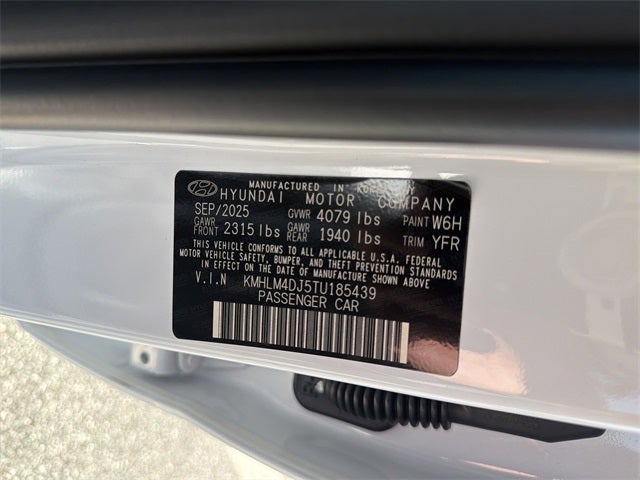 MANUFACTURED IN KOREA BY
HYUNDAI MOTOR COMPANY
SEP/2025 GVWR 4079 lbs PAINT W6H
GAWR FRONT 2315 lbs GAWR REAR 1940 lbs TRIM YFR
THIS VEHICLE CONFORMS TO ALL APPLICABLE U.S.A. FEDERAL
MOTOR VEHICLE SAFETY, BUMPER, AND THEFT PREVENTION STANDARDS
IN EFFECT ON THE DATE OF MANUFACTURE SHOWN ABOVE
V.I.N KMHLM4DJ5TU185439
PASSENGER CAR